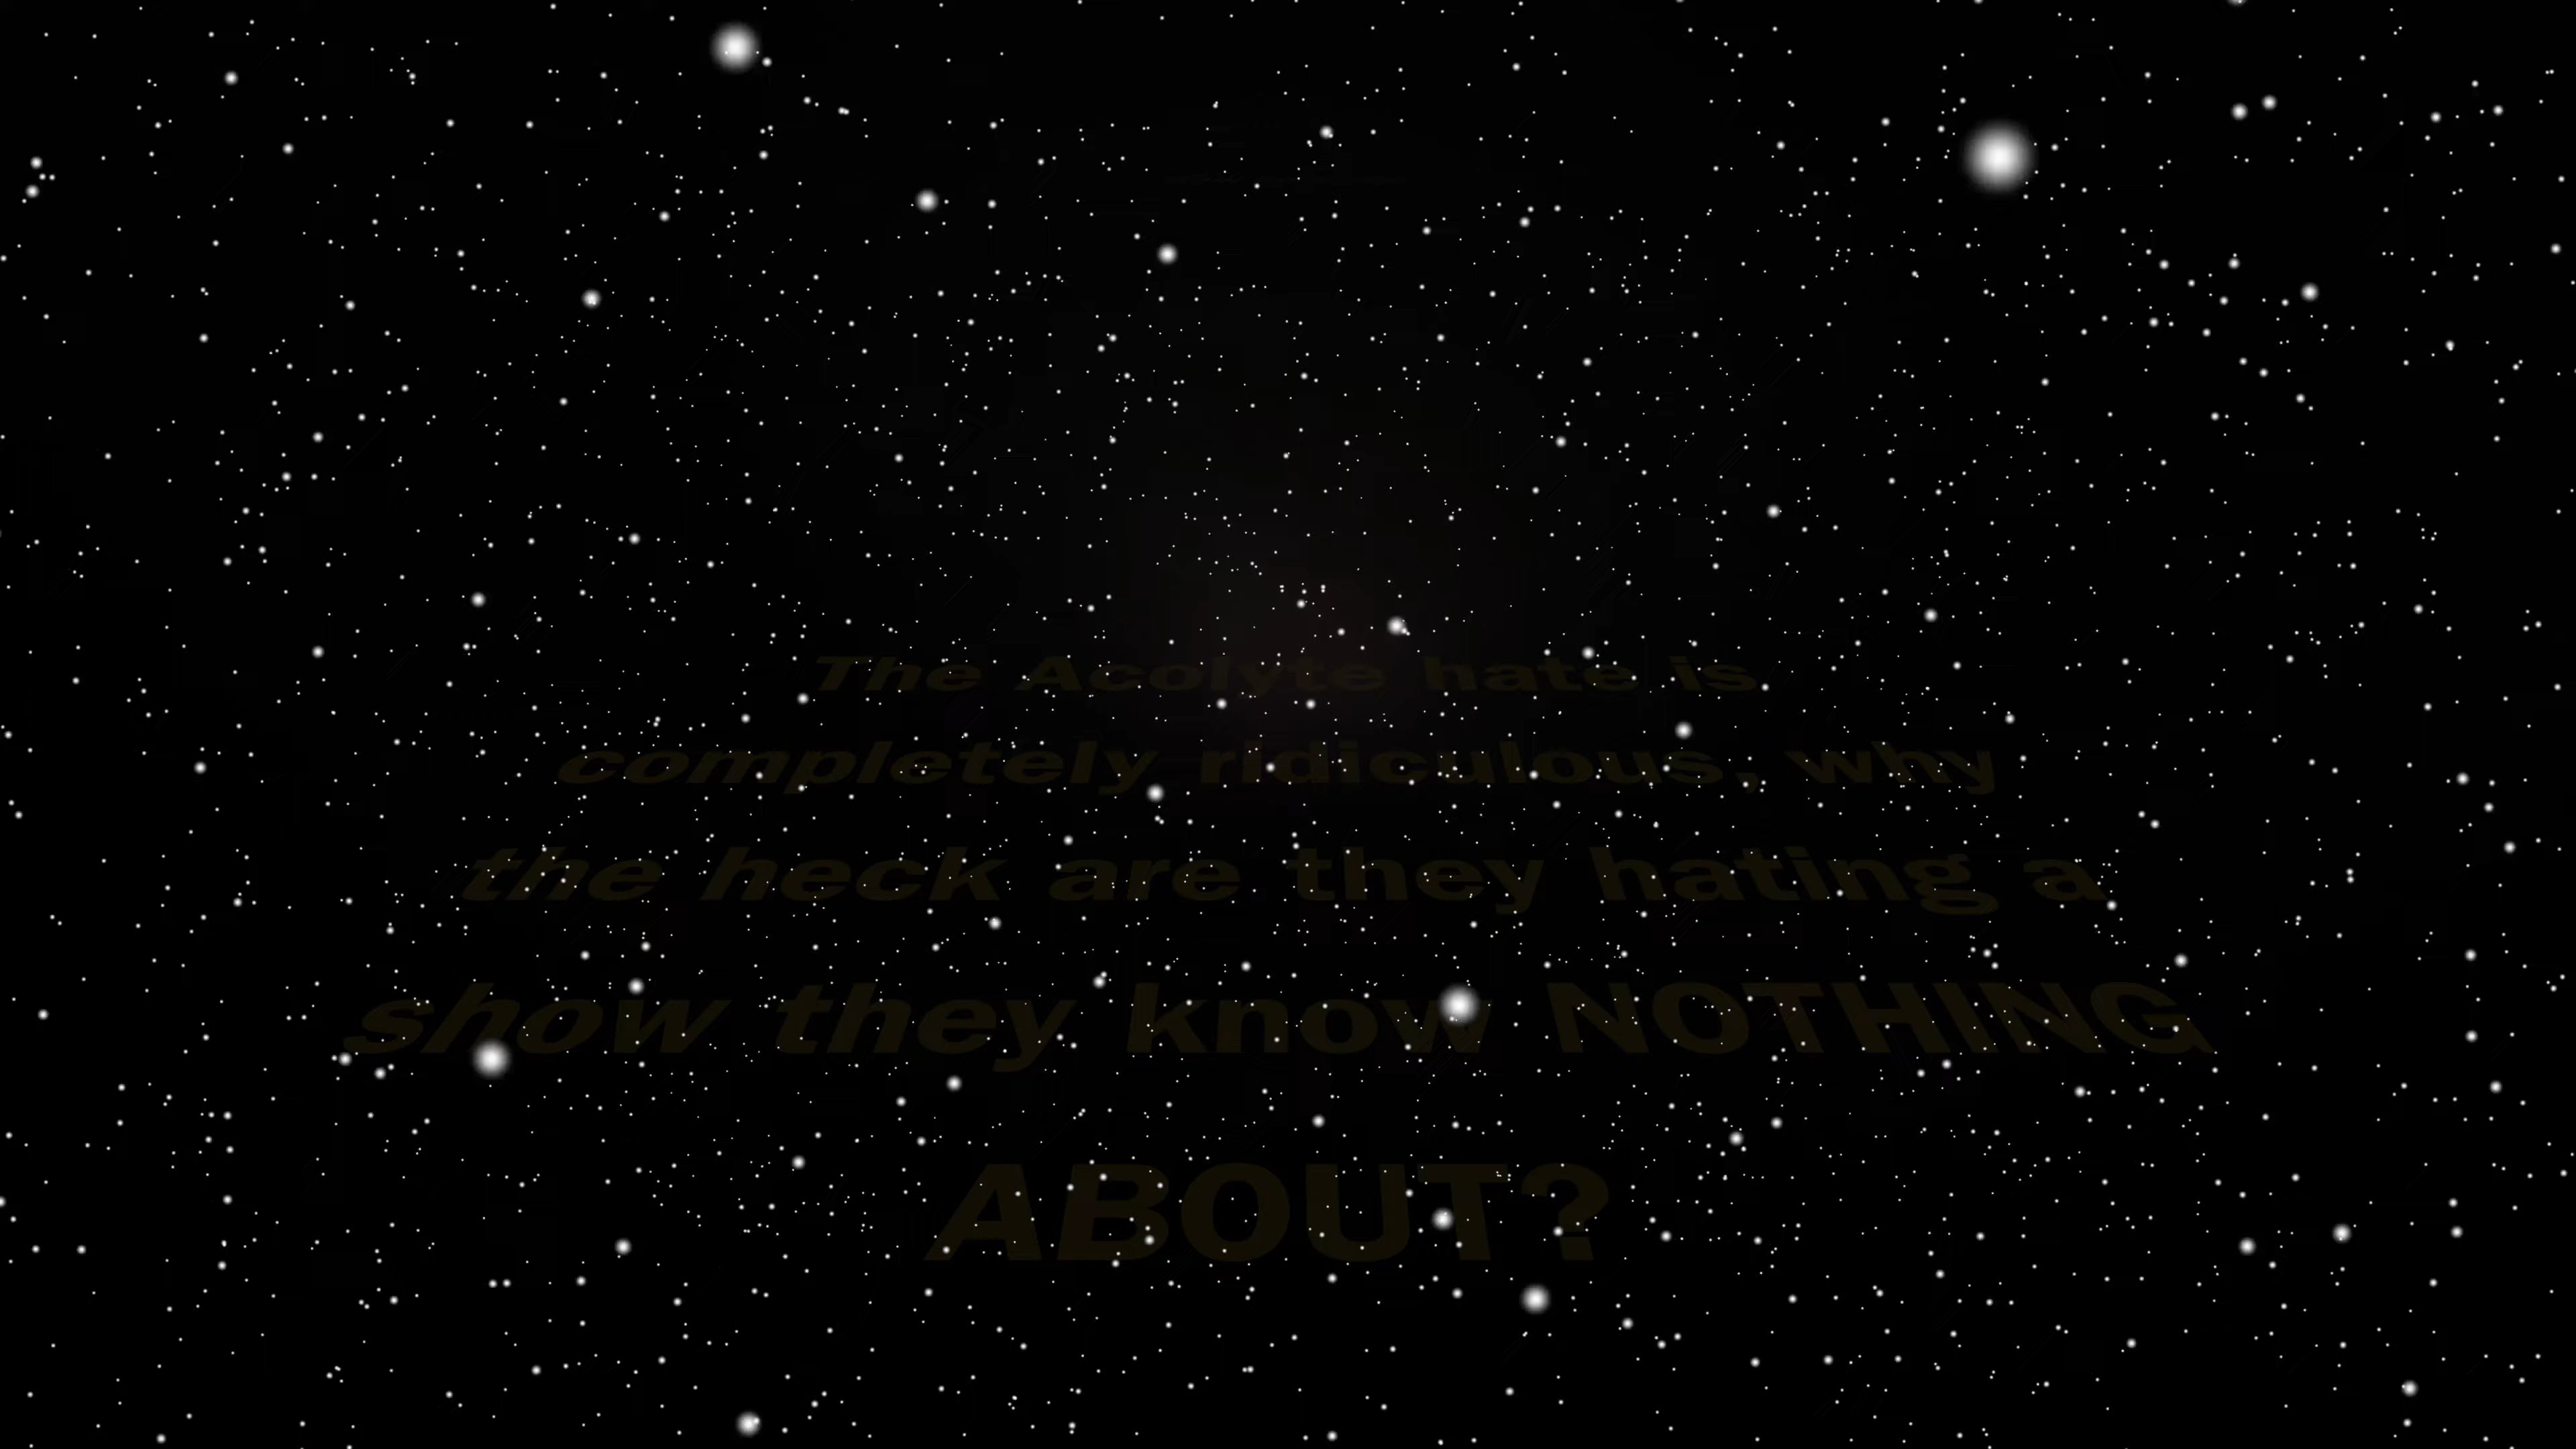 The Acolyte hate is
completely ridiculous, why
the heck are they hating a
show they know NOTHING
ABOUT?